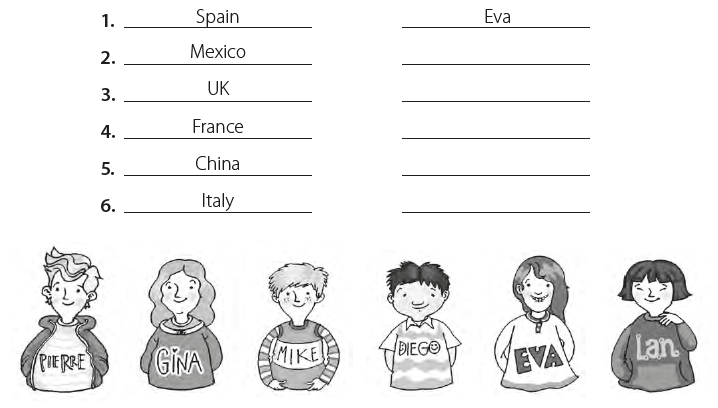 1. Spain Eva
2. Mexico
3. UK
4. France
5. China
6. Italy
PIERRE GINA MIKE DIEGO EVA Lan